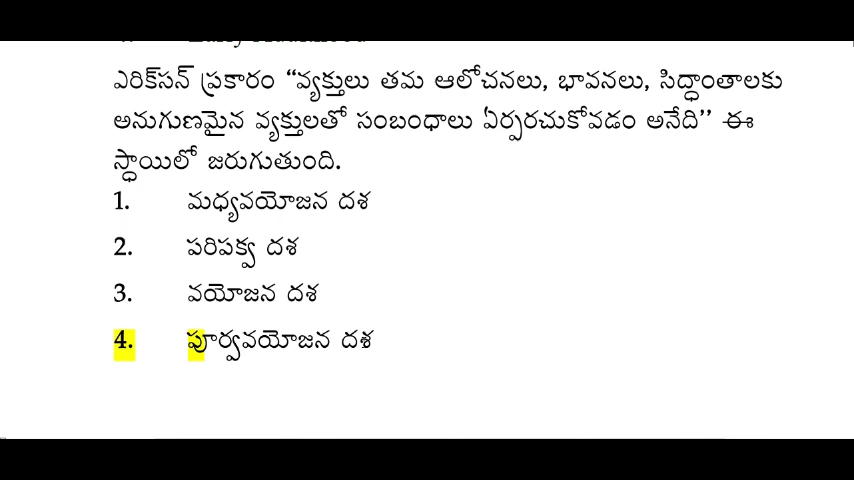 ఎరిక్‌సన్ ప్రకారం “వ్యక్తులు తమ ఆలోచనలు, భావనలు, సిద్ధాంతాలకు
అనుగుణమైన వ్యక్తులతో సంబంధాలు ఏర్పరచుకోవడం అనేది’’ ఈ
స్థాయిలో జరుగుతుంది.
1. మధ్యవయోజన దశ
2. పరిపక్వ దశ
3. వయోజన దశ
4. పూర్వవయోజన దశ